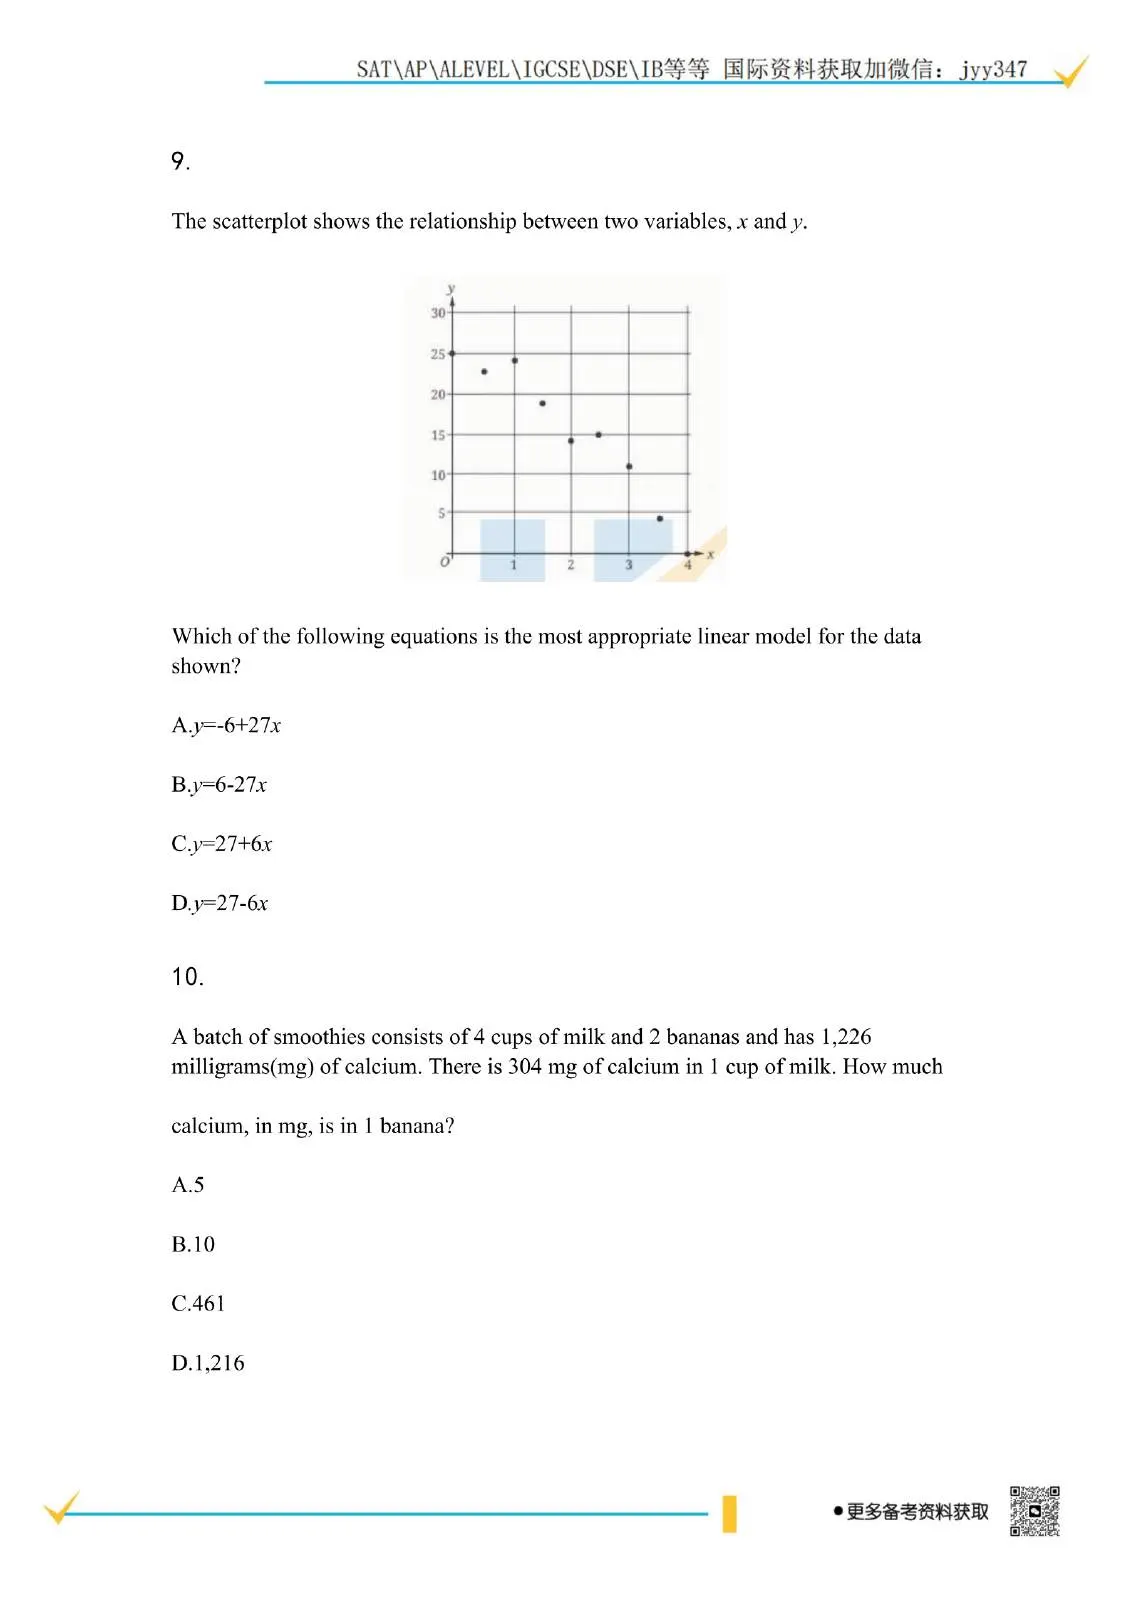 SAT\AP\ALEVEL\IGCSE\DSE\IB等等 国际资料获取加微信：jyy347
9.
The scatterplot shows the relationship between two variables, x and y.
y
30
25
20
15
10
5
O
1 2 3 4 x
Which of the following equations is the most appropriate linear model for the data
shown?
A.y=-6+27x
B.y=6-27x
C.y=27+6x
D.y=27-6x
10.
A batch of smoothies consists of 4 cups of milk and 2 bananas and has 1,226
milligrams(mg) of calcium. There is 304 mg of calcium in 1 cup of milk. How much
calcium, in mg, is in 1 banana?
A.5
B.10
C.461
D.1,216
●更多备考资料获取